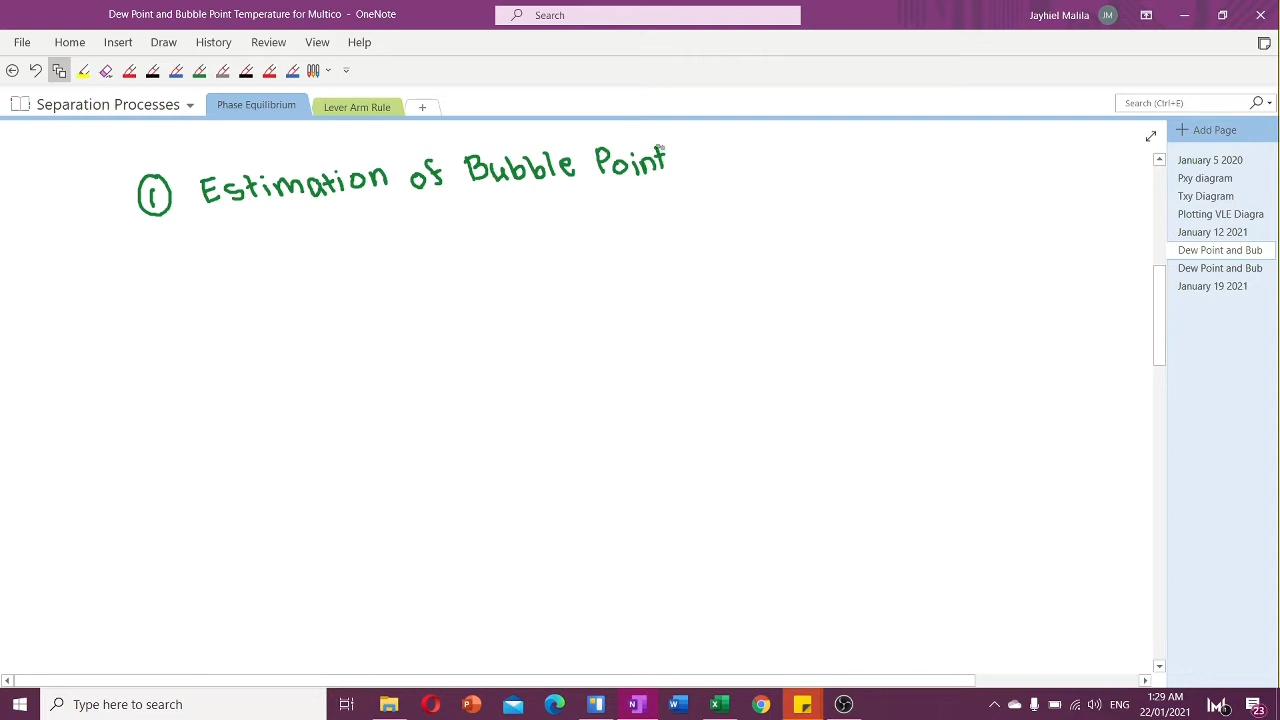 Dew Point and Bubble Point Temperature for Multico - OneNote
Search
Jayhiel Malila
JM
File Home Insert Draw History Review View Help
Separation Processes
Phase Equilibrium
Lever Arm Rule
Search (Ctrl+E)
Add Page
January 5 2020
Pxy diagram
Txy Diagram
Plotting VLE Diagra
January 12 2021
Dew Point and Bub
Dew Point and Bub
January 19 2021
1 Estimation of Bubble Point
Type here to search
ENG
1:29 AM
22/01/2021
23